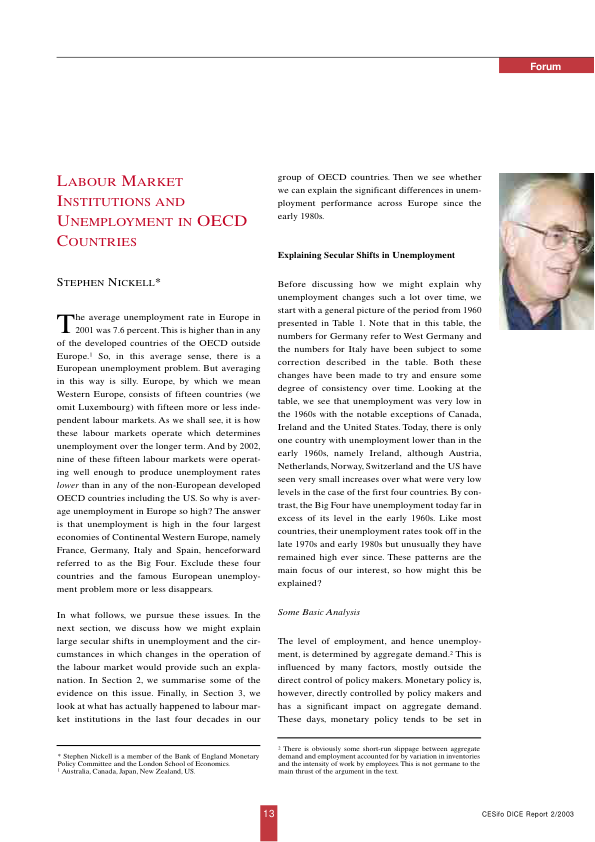 Forum
LABOUR MARKET
INSTITUTIONS AND
UNEMPLOYMENT IN OECD
COUNTRIES
STEPHEN NICKELL*
The average unemployment rate in Europe in
2001 was 7.6 percent. This is higher than in any
of the developed countries of the OECD outside
Europe.¹ So, in this average sense, there is a
European unemployment problem. But averaging
in this way is silly. Europe, by which we mean
Western Europe, consists of fifteen countries (we
omit Luxembourg) with fifteen more or less inde-
pendent labour markets. As we shall see, it is how
these labour markets operate which determines
unemployment over the longer term. And by 2002,
nine of these fifteen labour markets were operat-
ing well enough to produce unemployment rates
lower than in any of the non-European developed
OECD countries including the US. So why is aver-
age unemployment in Europe so high? The answer
is that unemployment is high in the four largest
economies of Continental Western Europe, namely
France, Germany, Italy and Spain, henceforward
referred to as the Big Four. Exclude these four
countries and the famous European unemploy-
ment problem more or less disappears.
In what follows, we pursue these issues. In the
next section, we discuss how we might explain
large secular shifts in unemployment and the cir-
cumstances in which changes in the operation of
the labour market would provide such an expla-
nation. In Section 2, we summarise some of the
evidence on this issue. Finally, in Section 3, we
look at what has actually happened to labour mar-
ket institutions in the last four decades in our
* Stephen Nickell is a member of the Bank of England Monetary
Policy Committee and the London School of Economics.
¹ Australia, Canada, Japan, New Zealand, US.
group of OECD countries. Then we see whether
we can explain the significant differences in unem-
ployment performance across Europe since the
early 1980s.
Explaining Secular Shifts in Unemployment
Before discussing how we might explain why
unemployment changes such a lot over time, we
start with a general picture of the period from 1960
presented in Table 1. Note that in this table, the
numbers for Germany refer to West Germany and
the numbers for Italy have been subject to some
correction described in the table. Both these
changes have been made to try and ensure some
degree of consistency over time. Looking at the
table, we see that unemployment was very low in
the 1960s with the notable exceptions of Canada,
Ireland and the United States. Today, there is only
one country with unemployment lower than in the
early 1960s, namely Ireland, although Austria,
Netherlands, Norway, Switzerland and the US have
seen very small increases over what were very low
levels in the case of the first four countries. By con-
trast, the Big Four have unemployment today far in
excess of its level in the early 1960s. Like most
countries, their unemployment rates took off in the
late 1970s and early 1980s but unusually they have
remained high ever since. These patterns are the
main focus of our interest, so how might this be
explained?
Some Basic Analysis
The level of employment, and hence unemploy-
ment, is determined by aggregate demand.² This is
influenced by many factors, mostly outside the
direct control of policy makers. Monetary policy is,
however, directly controlled by policy makers and
has a significant impact on aggregate demand.
These days, monetary policy tends to be set in
² There is obviously some short-run slippage between aggregate
demand and employment accounted for by variation in inventories
and the intensity of work by employees. This is not germane to the
main thrust of the argument in the text.
13
CESifo DICE Report 2/2003